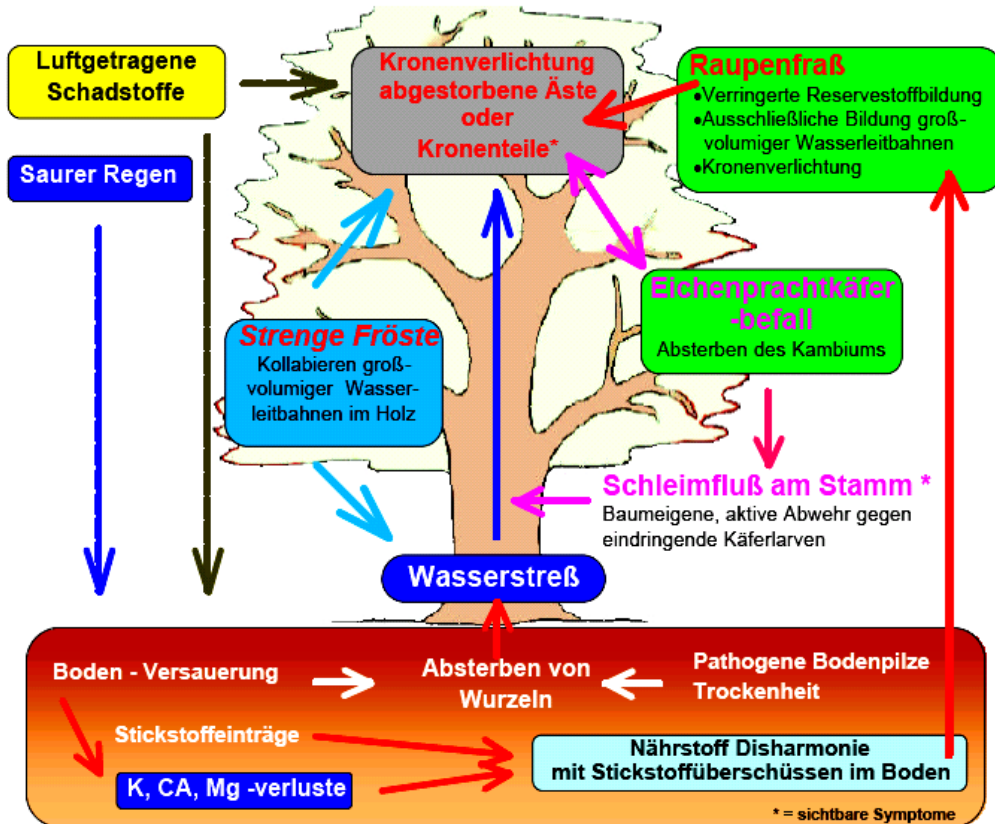 Luftgetragene
Schadstoffe
Saurer Regen
Kronenverlichtung
abgestorbene Äste
oder
Kronenteile*
Raupenfraß
•Verringerte Reservestoffbildung
•Ausschließliche Bildung groß-
volumiger Wasserleitbahnen
•Kronenverlichtung
Strenge Fröste
Kollabieren groß-
volumiger Wasser-
leitbahnen im Holz
Eichenprachtkäfer
-befall
Absterben des Kambiums
Schleimfluß am Stamm *
Baumeigene, aktive Abwehr gegen
eindringende Käferlarven
Wasserstreß
Boden - Versauerung
Absterben von
Wurzeln
Pathogene Bodenpilze
Trockenheit
Stickstoffeinträge
K, CA, Mg -verluste
Nährstoff Disharmonie
mit Stickstoffüberschüssen im Boden
* = sichtbare Symptome